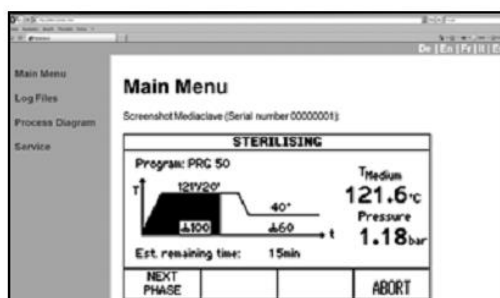 De | En | Fr | It | E
Main Menu
Log Files
Process Diagram
Service
Main Menu
Screenshot Mediaclave (Serial number 00000001):
STERILISING
Program: PRG 50
T
121°/20'
40°
100
60
t
Est. remaining time: 15min
TMedium
121.6°C
Pressure
1.18bar
NEXT PHASE
ABORT